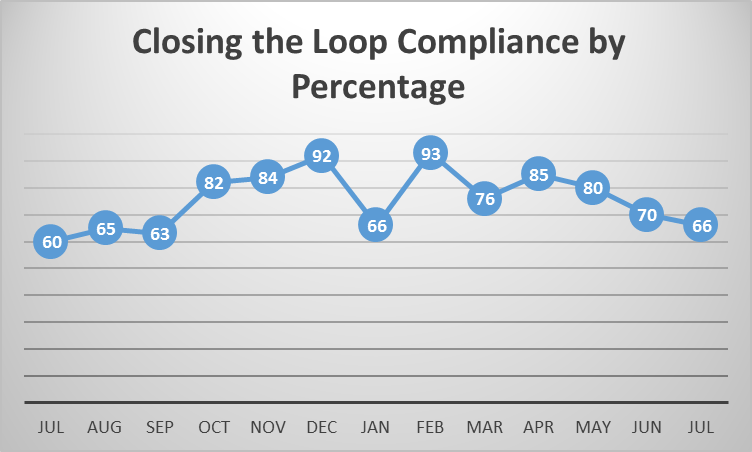 Closing the Loop Compliance by
Percentage
60 65 63 82 84 92 66 93 76 85 80 70 66
JUL AUG SEP OCT NOV DEC JAN FEB MAR APR MAY JUN JUL